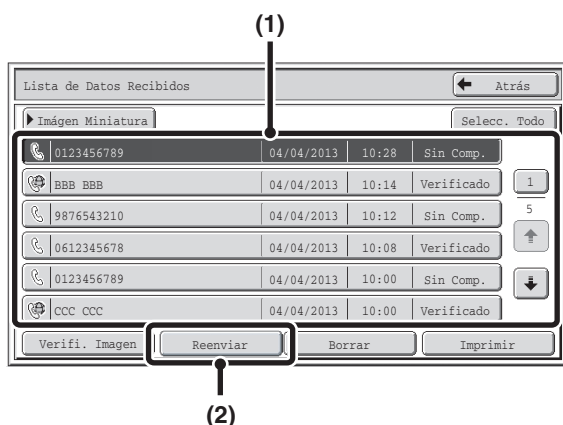 (1)
Lista de Datos Recibidos Atrás
Imágen Miniatura Selecc. Todo
0123456789 04/04/2013 10:28 Sin Comp.
BBB BBB 04/04/2013 10:14 Verificado 1
9876543210 04/04/2013 10:12 Sin Comp. 5
0612345678 04/04/2013 10:08 Verificado
0123456789 04/04/2013 10:00 Sin Comp.
CCC CCC 04/04/2013 10:00 Verificado
Verifi. Imagen Reenviar Borrar Imprimir
(2)